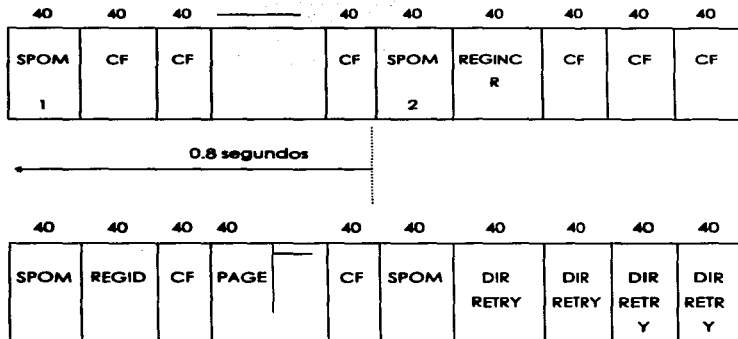 40 40 40 40 40 40 40 40 40
SPOM 1 CF CF CF SPOM 2 REGINC R CF CF CF
0.8 segundos
40 40 40 40 40 40 40 40 40 40
SPOM REGID CF PAGE CF SPOM DIR RETRY DIR RETRY DIR RETR Y DIR RETR Y